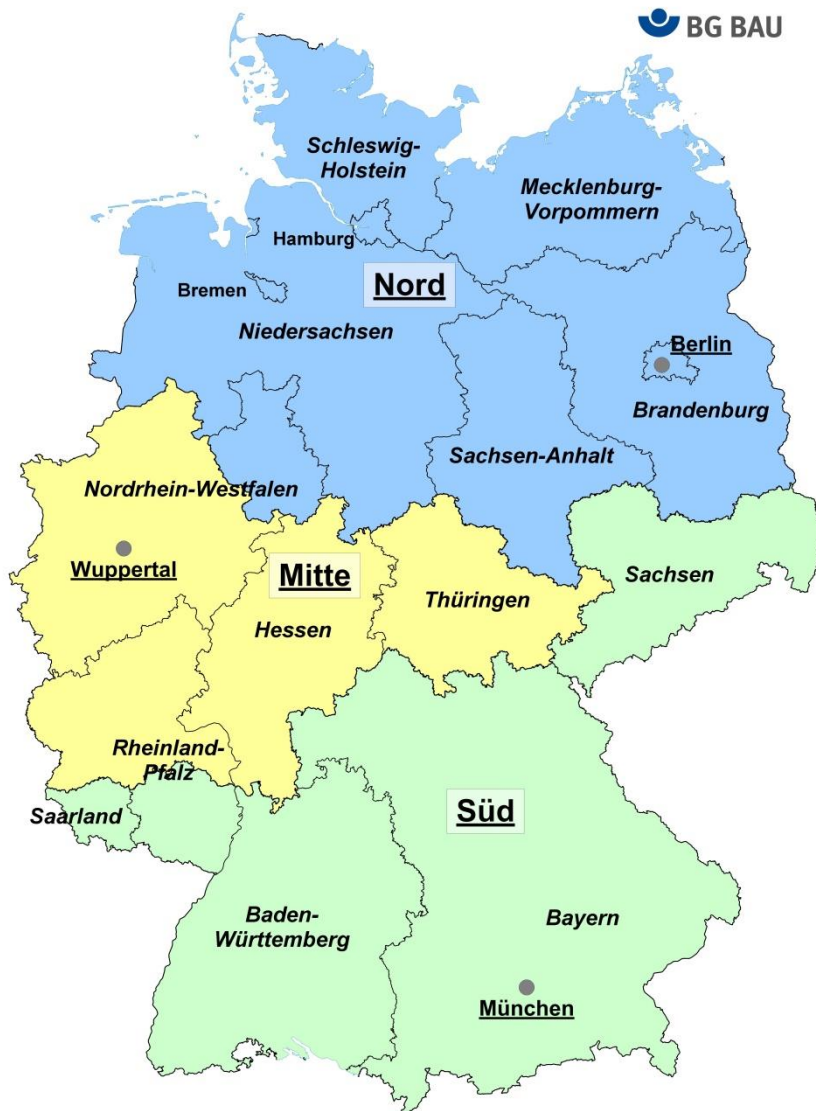 BG BAU
Schleswig-
Holstein
Mecklenburg-
Vorpommern
Hamburg
Nord
Bremen
Niedersachsen
Berlin
Brandenburg
Sachsen-Anhalt
Nordrhein-Westfalen
Wuppertal
Mitte
Sachsen
Thüringen
Hessen
Rheinland-
Pfalz
Saarland
Süd
Baden-
Württemberg
Bayern
München